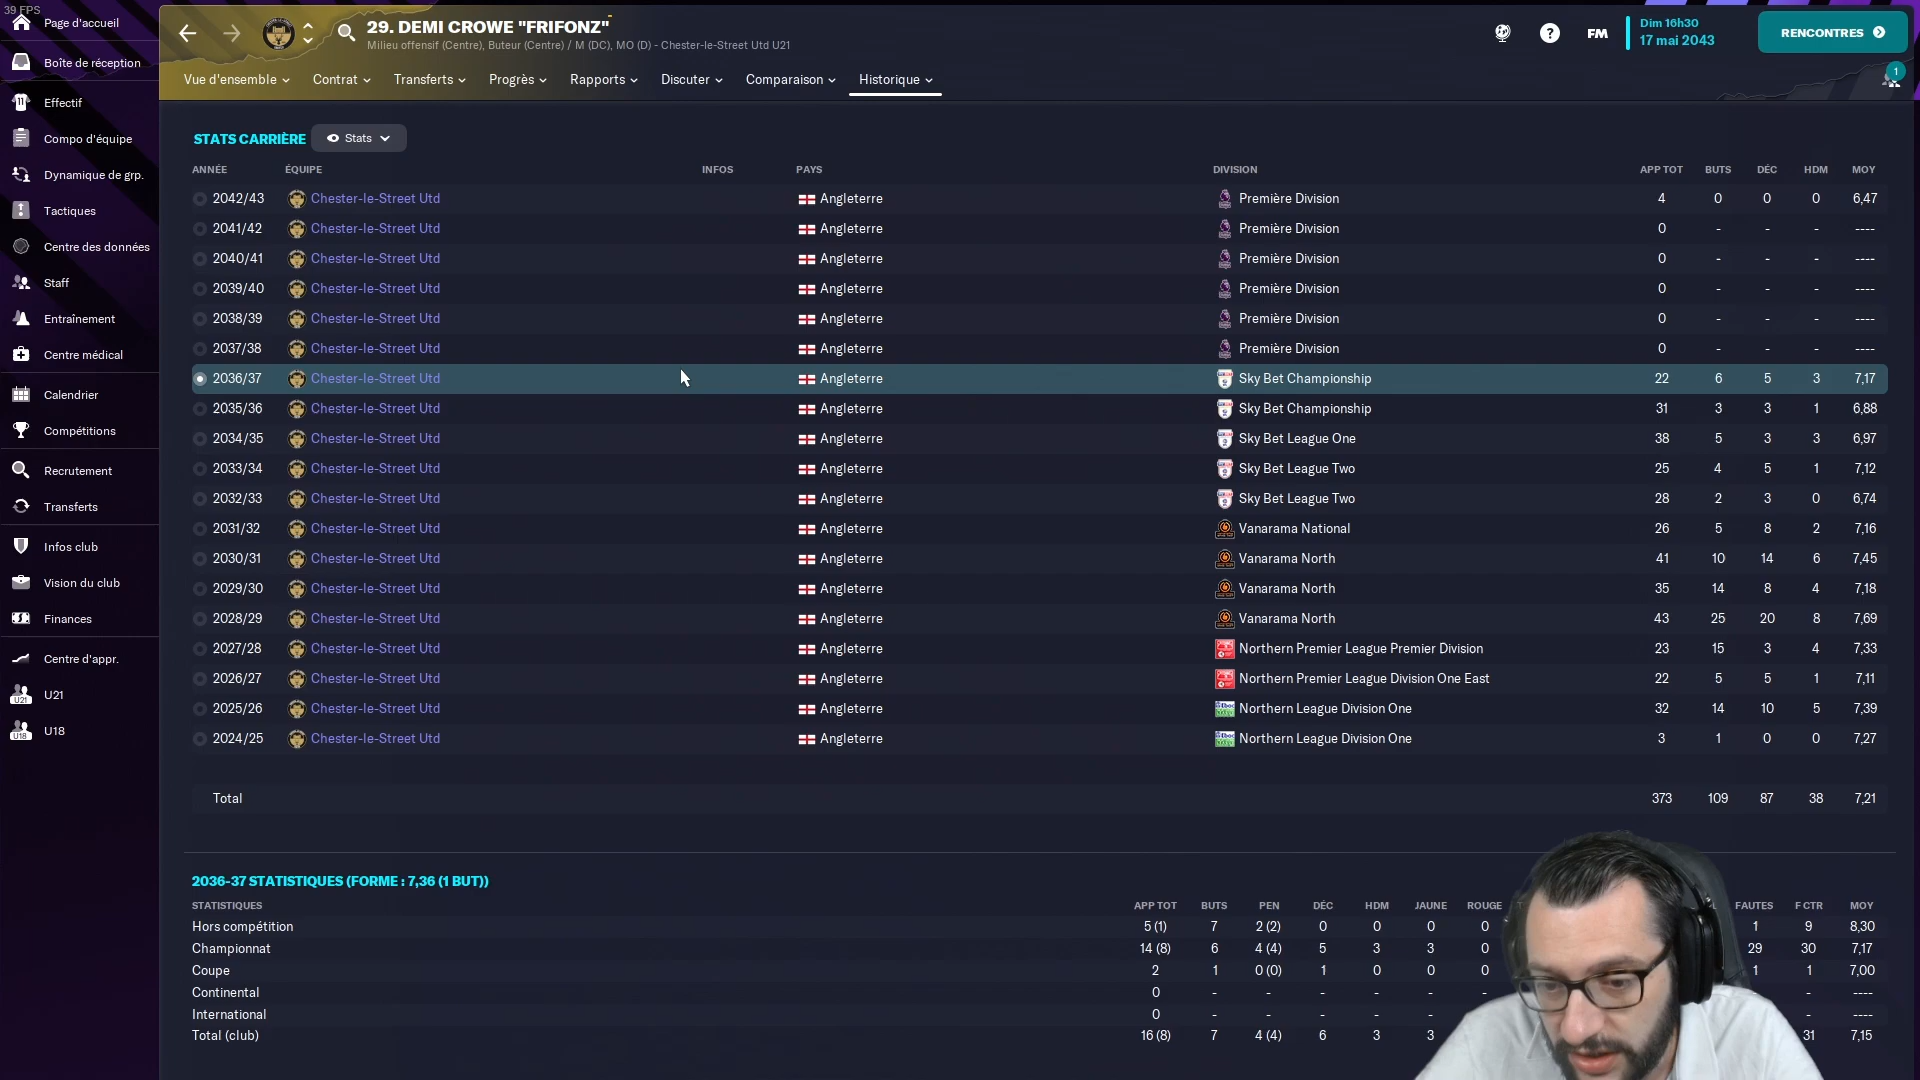 39 FPS
Page d'accueil
Boîte de réception
Effectif
Compo d'équipe
Dynamique de grp.
Tactiques
Centre des données
Staff
Entraînement
Centre médical
Calendrier
Compétitions
Recrutement
Transferts
Infos club
Vision du club
Finances
Centre d'appr.
U21
U18
29. DEMI CROWE "FRIFONZ"
Milieu offensif (Centre), Buteur (Centre) / M (DC), MO (D) - Chester-le-Street Utd U21
FM
Dim 16h30
17 mai 2043
RENCONTRES
1
Vue d'ensemble Contrat Transferts Progrès Rapports Discuter Comparaison Historique
STATS CARRIÈRE Stats
ANNÉE ÉQUIPE INFOS PAYS DIVISION APP TOT BUTS DÉC HDM MOY
2042/43 Chester-le-Street Utd Angleterre Première Division 4 0 0 0 6,47
2041/42 Chester-le-Street Utd Angleterre Première Division 0 - - - ----
2040/41 Chester-le-Street Utd Angleterre Première Division 0 - - - ----
2039/40 Chester-le-Street Utd Angleterre Première Division 0 - - - ----
2038/39 Chester-le-Street Utd Angleterre Première Division 0 - - - ----
2037/38 Chester-le-Street Utd Angleterre Première Division 0 - - - ----
2036/37 Chester-le-Street Utd Angleterre Sky Bet Championship 22 6 5 3 7,17
2035/36 Chester-le-Street Utd Angleterre Sky Bet Championship 31 3 3 1 6,88
2034/35 Chester-le-Street Utd Angleterre Sky Bet League One 38 5 3 3 6,97
2033/34 Chester-le-Street Utd Angleterre Sky Bet League Two 25 4 5 1 7,12
2032/33 Chester-le-Street Utd Angleterre Sky Bet League Two 28 2 3 0 6,74
2031/32 Chester-le-Street Utd Angleterre Vanarama National 26 5 8 2 7,16
2030/31 Chester-le-Street Utd Angleterre Vanarama North 41 10 14 6 7,45
2029/30 Chester-le-Street Utd Angleterre Vanarama North 35 14 8 4 7,18
2028/29 Chester-le-Street Utd Angleterre Vanarama North 43 25 20 8 7,69
2027/28 Chester-le-Street Utd Angleterre Northern Premier League Premier Division 23 15 3 4 7,33
2026/27 Chester-le-Street Utd Angleterre Northern Premier League Division One East 22 5 5 1 7,11
2025/26 Chester-le-Street Utd Angleterre Northern League Division One 32 14 10 5 7,39
2024/25 Chester-le-Street Utd Angleterre Northern League Division One 3 1 0 0 7,27
Total 373 109 87 38 7,21
2036-37 STATISTIQUES (FORME : 7,36 (1 BUT))
STATISTIQUES APP TOT BUTS PEN DÉC HDM JAUNE ROUGE FAUTES F CTR MOY
Hors compétition 5 (1) 7 2 (2) 0 0 0 0 1 9 8,30
Championnat 14 (8) 6 4 (4) 5 3 3 0 29 30 7,17
Coupe 2 1 0 (0) 1 0 0 0 1 1 7,00
Continental 0 - - - - - - - ----
International 0 - - - - - - ----
Total (club) 16 (8) 7 4 (4) 6 3 3 31 7,15